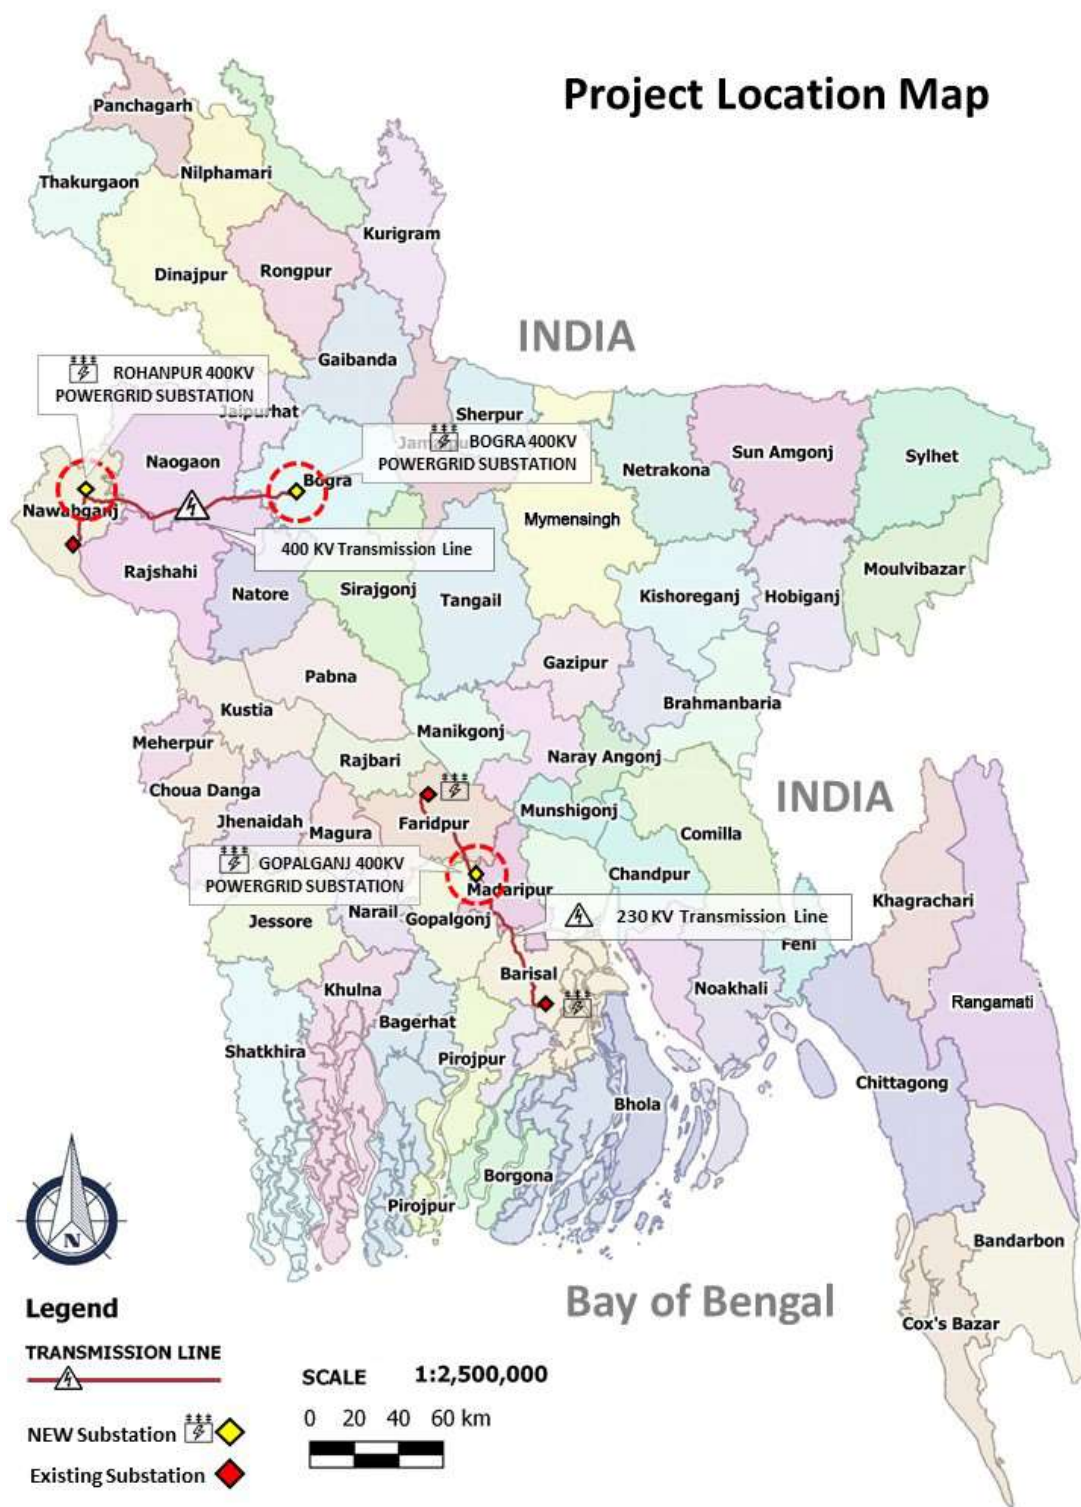 Project Location Map
Panchagarh
Nilphamari
Thakurgaon
Kurigram
Dinajpur
Rongpur
INDIA
Gaibanda
ROHANPUR 400KV
POWERGRID SUBSTATION
Jaipurhat
Sherpur
BOGRA 400KV
POWERGRID SUBSTATION
Naogaon
Bogra
Netrakona
Sun Amgonj
Sylhet
Nawabganj
Mymensingh
400 KV Transmission Line
Rajshahi
Natore
Sirajgonj
Tangail
Kishoreganj
Hobiganj
Moulvibazar
Gazipur
Pabna
Brahmanbaria
Kustia
Manikgonj
Meherpur
Rajbari
Naray Angonj
Choua Danga
INDIA
Jhenaidah
Magura
Faridpur
Munshigonj
Comilla
GOPALGANJ 400KV
POWERGRID SUBSTATION
Madaripur
Chandpur
Khagrachari
Jessore
Narail
Gopalgonj
230 KV Transmission Line
Feni
Barisal
Noakhali
Rangamati
Khulna
Bagerhat
Shatkhira
Pirojpur
Chittagong
Bhola
Borgona
Pirojpur
N
Bandarbon
Bay of Bengal
Cox's Bazar
Legend
TRANSMISSION LINE
NEW Substation
Existing Substation
SCALE 1:2,500,000
0 20 40 60 km